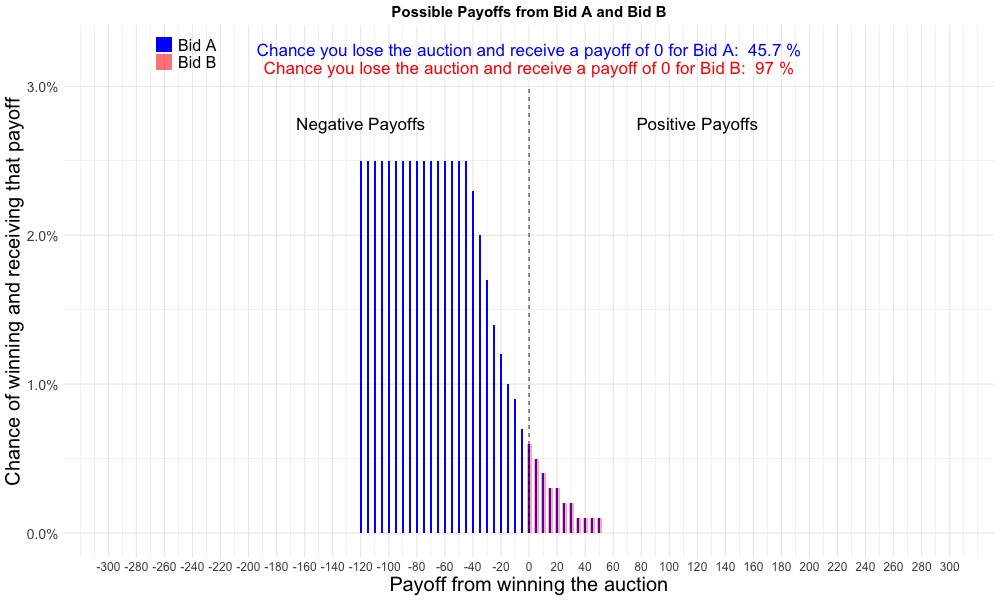 Possible Payoffs from Bid A and Bid B
Bid A
Bid B
Chance you lose the auction and receive a payoff of 0 for Bid A:  45.7 %
Chance you lose the auction and receive a payoff of 0 for Bid B:  97 %
Negative Payoffs
Positive Payoffs
Chance of winning and receiving that payoff
3.0%
2.0%
1.0%
0.0%
-300 -280 -260 -240 -220 -200 -180 -160 -140 -120 -100 -80 -60 -40 -20 0 20 40 60 80 100 120 140 160 180 200 220 240 260 280 300
Payoff from winning the auction